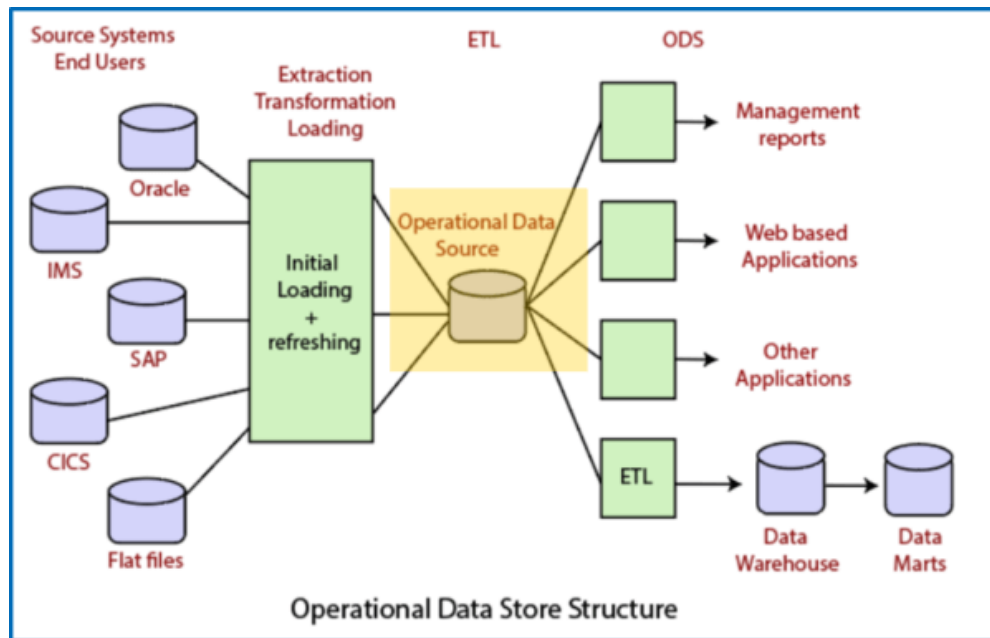 Source Systems
End Users
ETL
ODS
Extraction
Transformation
Loading
Oracle
IMS
SAP
CICS
Flat files
Initial
Loading
+
refreshing
Operational Data
Source
Management
reports
Web based
Applications
Other
Applications
ETL
Data
Warehouse
Data
Marts
Operational Data Store Structure